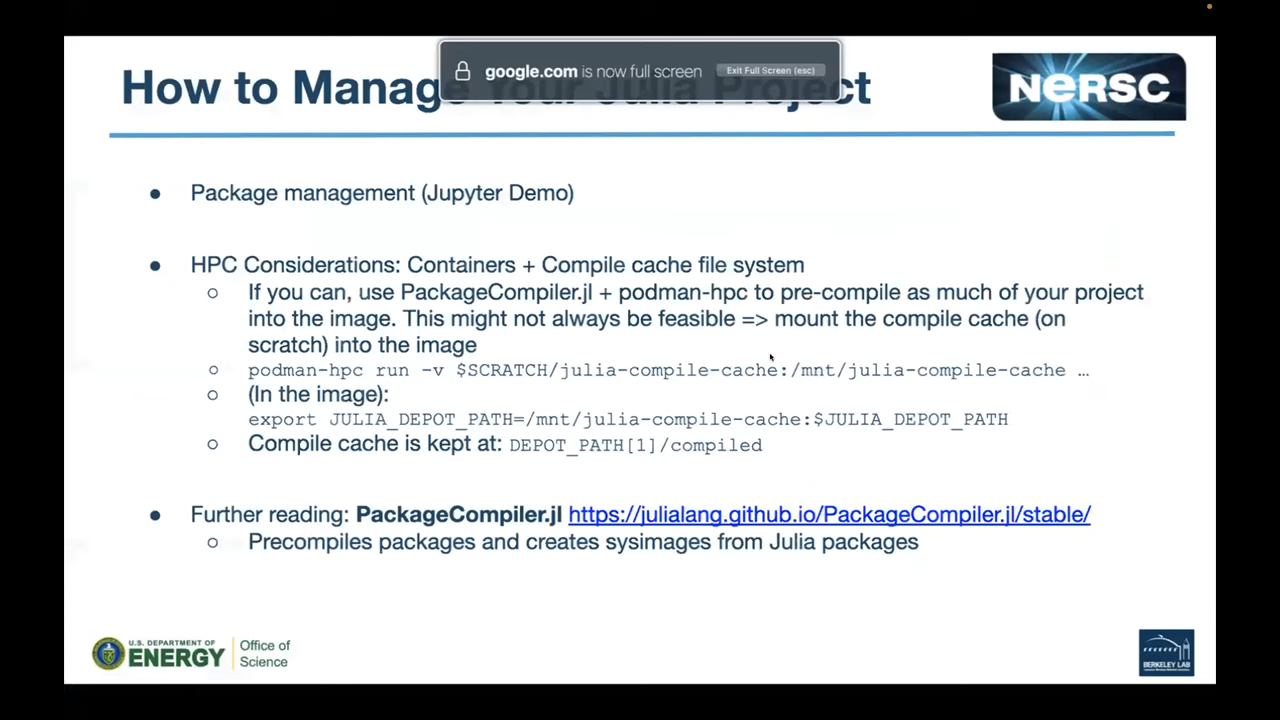 google.com is now full screen Exit Full Screen (esc)
How to Manage Your Julia Project
NERSC
● Package management (Jupyter Demo)
● HPC Considerations: Containers + Compile cache file system
○ If you can, use PackageCompiler.jl + podman-hpc to pre-compile as much of your project
into the image. This might not always be feasible => mount the compile cache (on
scratch) into the image
○ podman-hpc run -v $SCRATCH/julia-compile-cache:/mnt/julia-compile-cache …
○ (In the image):
export JULIA_DEPOT_PATH=/mnt/julia-compile-cache:$JULIA_DEPOT_PATH
○ Compile cache is kept at: DEPOT_PATH[1]/compiled
● Further reading: PackageCompiler.jl https://julialang.github.io/PackageCompiler.jl/stable/
○ Precompiles packages and creates sysimages from Julia packages
U.S. DEPARTMENT OF
ENERGY
Office of
Science
BERKELEY LAB